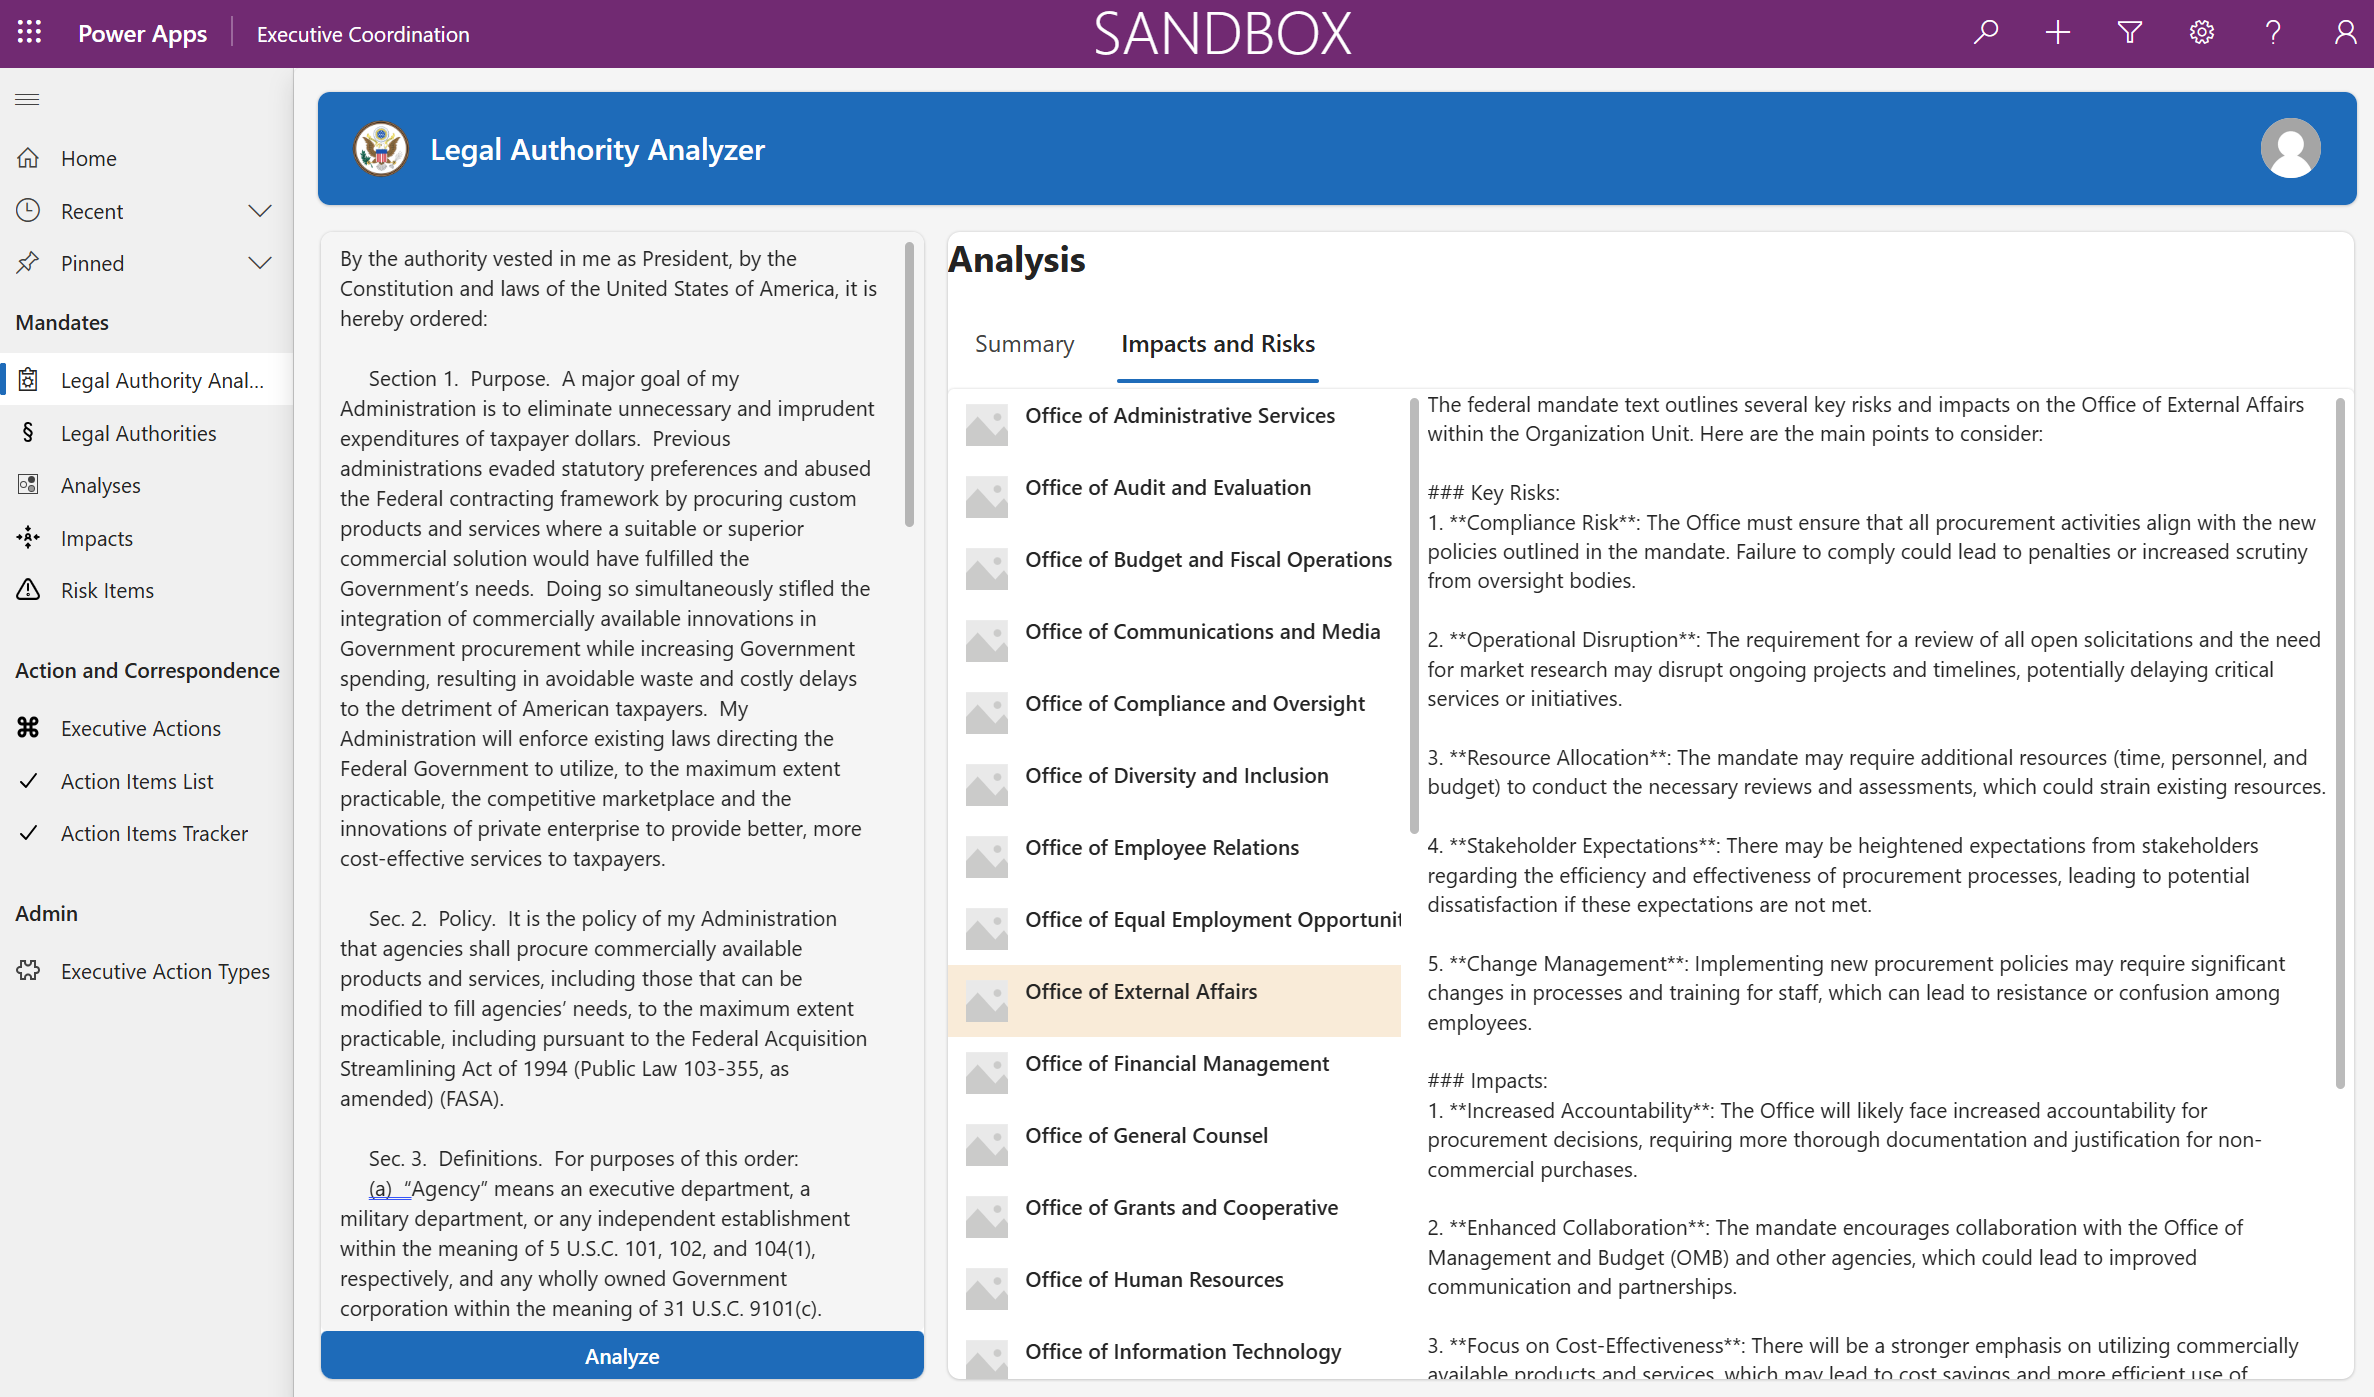 Power Apps
Executive Coordination
SANDBOX
Home
Recent
Pinned
Mandates
Legal Authority Anal...
Legal Authorities
Analyses
Impacts
Risk Items
Action and Correspondence
Executive Actions
Action Items List
Action Items Tracker
Admin
Executive Action Types
Legal Authority Analyzer
By the authority vested in me as President, by the
Constitution and laws of the United States of America, it is
hereby ordered:
Section 1.  Purpose.  A major goal of my
Administration is to eliminate unnecessary and imprudent
expenditures of taxpayer dollars.  Previous
administrations evaded statutory preferences and abused
the Federal contracting framework by procuring custom
products and services where a suitable or superior
commercial solution would have fulfilled the
Government’s needs.  Doing so simultaneously stifled the
integration of commercially available innovations in
Government procurement while increasing Government
spending, resulting in avoidable waste and costly delays
to the detriment of American taxpayers.  My
Administration will enforce existing laws directing the
Federal Government to utilize, to the maximum extent
practicable, the competitive marketplace and the
innovations of private enterprise to provide better, more
cost-effective services to taxpayers.
Sec. 2.  Policy.  It is the policy of my Administration
that agencies shall procure commercially available
products and services, including those that can be
modified to fill agencies’ needs, to the maximum extent
practicable, including pursuant to the Federal Acquisition
Streamlining Act of 1994 (Public Law 103-355, as
amended) (FASA).
Sec. 3.  Definitions.  For purposes of this order:
(a)  “Agency” means an executive department, a
military department, or any independent establishment
within the meaning of 5 U.S.C. 101, 102, and 104(1),
respectively, and any wholly owned Government
corporation within the meaning of 31 U.S.C. 9101(c).
Analyze
Analysis
Summary
Impacts and Risks
Office of Administrative Services
Office of Audit and Evaluation
Office of Budget and Fiscal Operations
Office of Communications and Media
Office of Compliance and Oversight
Office of Diversity and Inclusion
Office of Employee Relations
Office of Equal Employment Opportunit
Office of External Affairs
Office of Financial Management
Office of General Counsel
Office of Grants and Cooperative
Office of Human Resources
Office of Information Technology
The federal mandate text outlines several key risks and impacts on the Office of External Affairs
within the Organization Unit. Here are the main points to consider:
### Key Risks:
1. **Compliance Risk**: The Office must ensure that all procurement activities align with the new
policies outlined in the mandate. Failure to comply could lead to penalties or increased scrutiny
from oversight bodies.
2. **Operational Disruption**: The requirement for a review of all open solicitations and the need
for market research may disrupt ongoing projects and timelines, potentially delaying critical
services or initiatives.
3. **Resource Allocation**: The mandate may require additional resources (time, personnel, and
budget) to conduct the necessary reviews and assessments, which could strain existing resources.
4. **Stakeholder Expectations**: There may be heightened expectations from stakeholders
regarding the efficiency and effectiveness of procurement processes, leading to potential
dissatisfaction if these expectations are not met.
5. **Change Management**: Implementing new procurement policies may require significant
changes in processes and training for staff, which can lead to resistance or confusion among
employees.
### Impacts:
1. **Increased Accountability**: The Office will likely face increased accountability for
procurement decisions, requiring more thorough documentation and justification for non-
commercial purchases.
2. **Enhanced Collaboration**: The mandate encourages collaboration with the Office of
Management and Budget (OMB) and other agencies, which could lead to improved
communication and partnerships.
3. **Focus on Cost-Effectiveness**: There will be a stronger emphasis on utilizing commercially
available products and services, which may lead to cost savings and more efficient use of